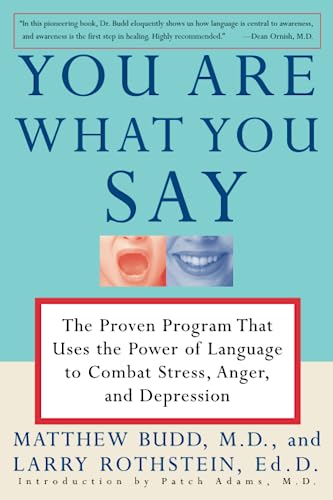 "In this pioneering book, Dr. Budd eloquently shows us how language is central to awareness,
and awareness is the first step in healing. Highly recommended." —Dean Ornish, M.D.
YOU ARE
WHAT YOU
SAY
The Proven Program That
Uses the Power of Language
to Combat Stress, Anger,
and Depression
MATTHEW BUDD, M.D., and
LARRY ROTHSTEIN, Ed.D.
Introduction by Patch Adams, M.D.